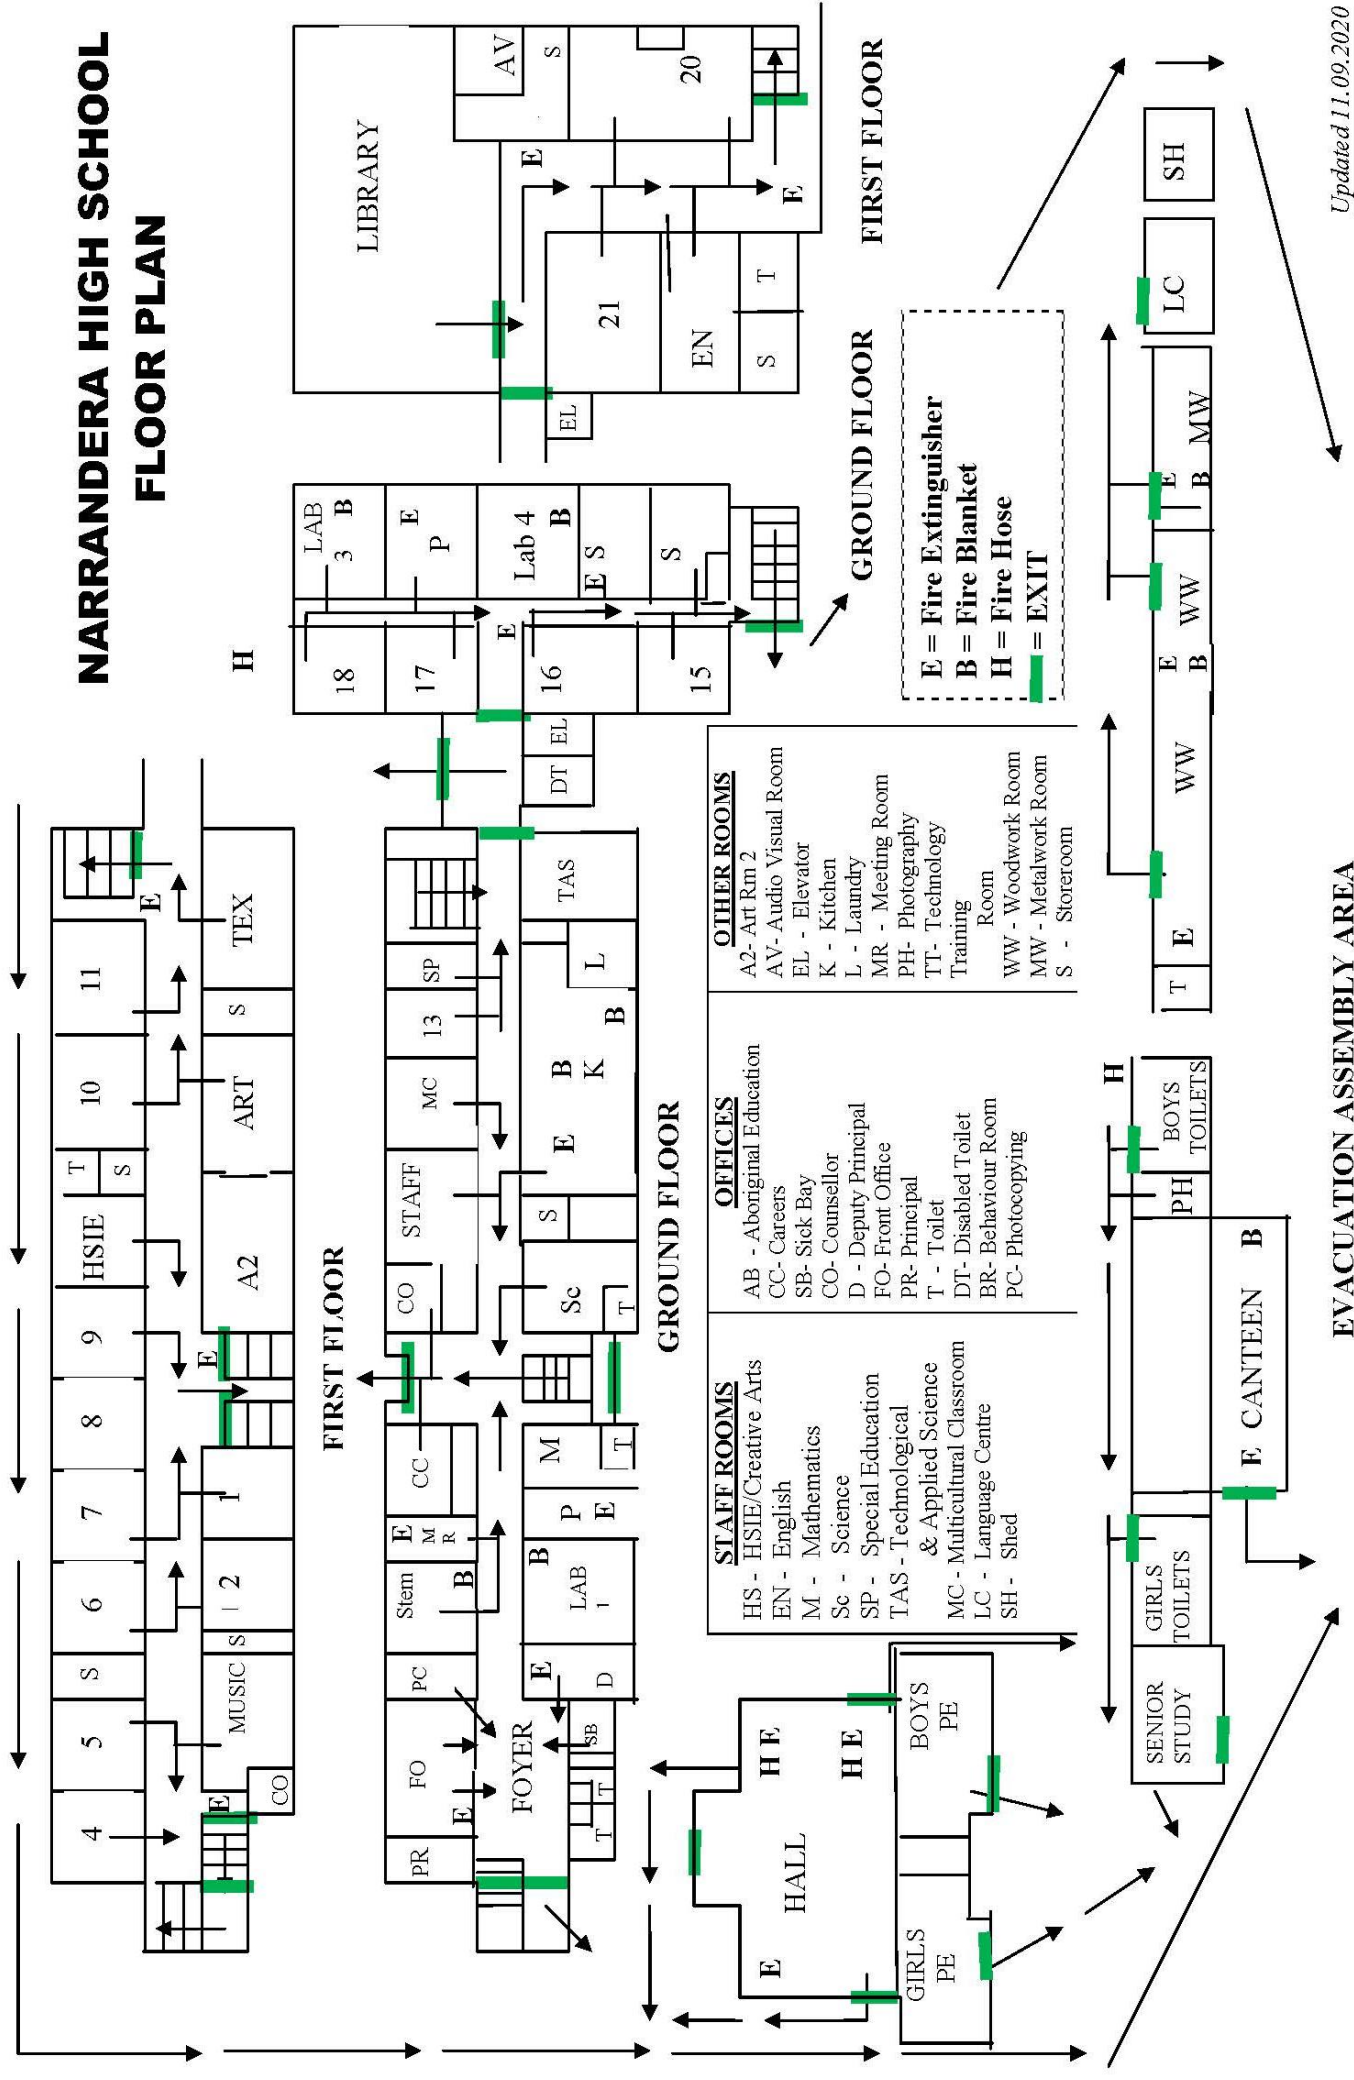 NARRANDERA HIGH SCHOOL
FLOOR PLAN
4
5
S
6
7
8
9
HSIE
T
S
10
11
E
E
CO
MUSIC
S
2
1
E
A2
ART
S
TEX
FIRST FLOOR
PR
FO
PC
Stem
B
E
M
R
CC
CO
STAFF
MC
13
SP
E
FOYER
T
T
SB
E
D
LAB
1
B
P
E
M
T
Sc
T
S
E
B
K
B
L
TAS
DT
EL
GROUND FLOOR
H
18
17
16
15
E
LAB
3
B
E
P
Lab 4
B
E S
S
GROUND FLOOR
LIBRARY
AV
S
20
E
E
21
EN
S
T
EL
FIRST FLOOR
HALL
E
H E
H E
GIRLS
PE
BOYS
PE
STAFF ROOMS
HS - HSIE/Creative Arts
EN - English
M - Mathematics
Sc - Science
SP - Special Education
TAS - Technological
& Applied Science
MC - Multicultural Classroom
LC - Language Centre
SH - Shed
OFFICES
AB - Aboriginal Education
CC- Careers
SB- Sick Bay
CO- Counsellor
D - Deputy Principal
FO- Front Office
PR- Principal
T - Toilet
DT- Disabled Toilet
BR- Behaviour Room
PC- Photocopying
OTHER ROOMS
A2- Art Rm 2
AV- Audio Visual Room
EL - Elevator
K - Kitchen
L - Laundry
MR - Meeting Room
PH- Photography
TT- Technology
Training
Room
WW - Woodwork Room
MW - Metalwork Room
S - Storeroom
E = Fire Extinguisher
B = Fire Blanket
H = Fire Hose
= EXIT
SENIOR
STUDY
GIRLS
TOILETS
E CANTEEN B
PH
BOYS
TOILETS
H
T
E
WW
E
B
WW
E
B
MW
LC
SH
EVACUATION ASSEMBLY AREA
Updated 11.09.2020